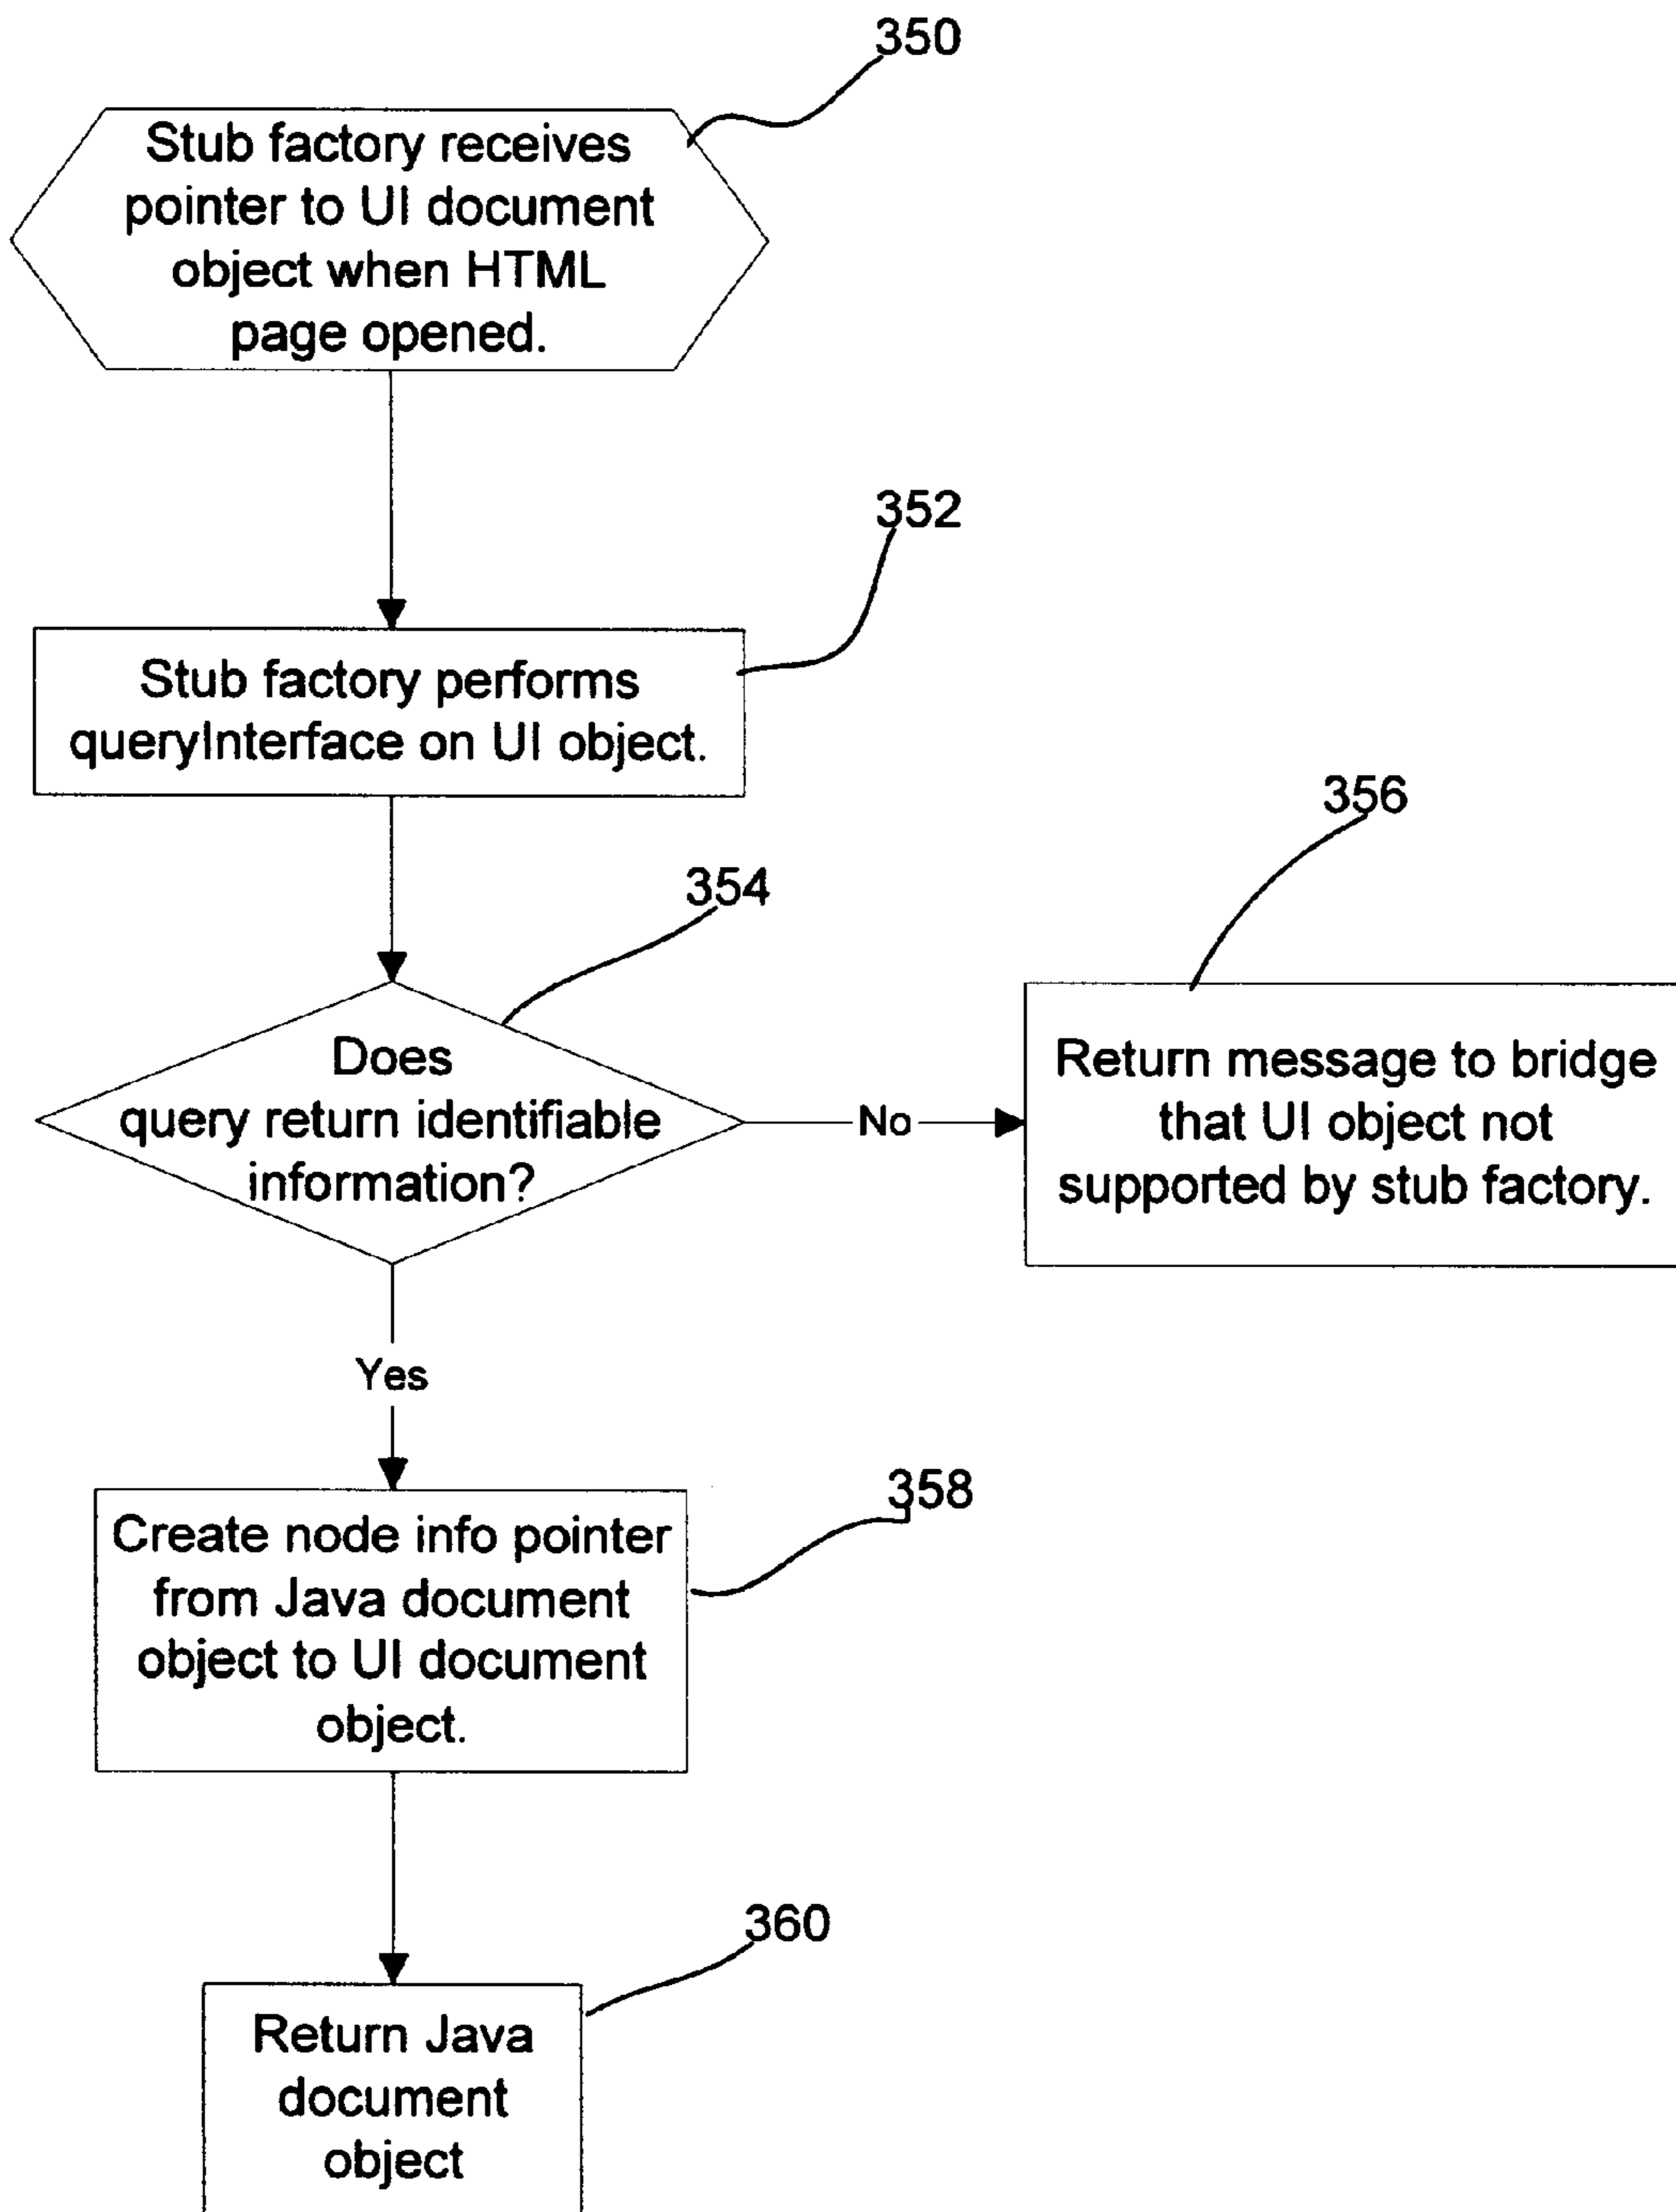 350
Stub factory receives
pointer to UI document
object when HTML
page opened.
352
Stub factory performs
queryInterface on UI object.
354
Does
query return identifiable
information?
No
356
Return message to bridge
that UI object not
supported by stub factory.
Yes
358
Create node info pointer
from Java document
object to UI document
object.
360
Return Java
document
object